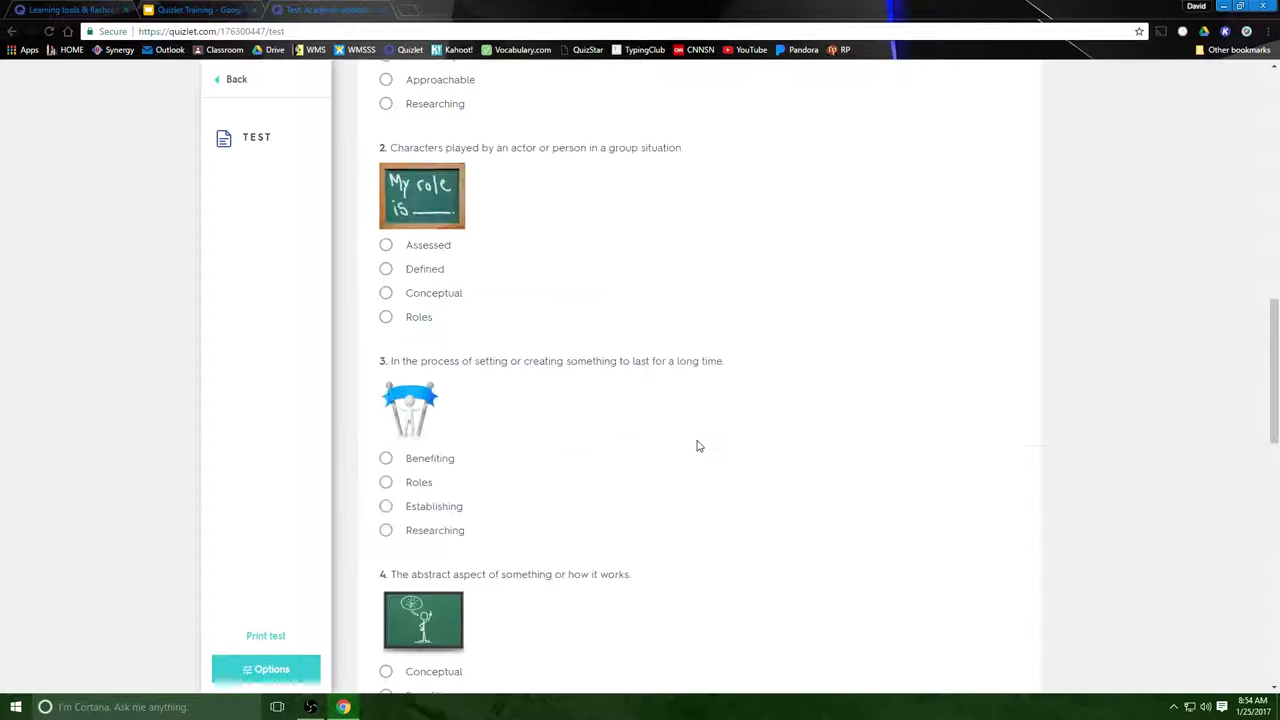 Learning tools & flashc
Quizlet Training - Goog
Test: Academic
David
Secure
https://quizlet.com/176300447/test
Apps
HOME
Synergy
Outlook
Classroom
Drive
WMS
WMSSS
Quizlet
Kahoot!
Vocabulary.com
QuizStar
TypingClub
CNNSN
YouTube
Pandora
RP
Other bookmarks
Back
TEST
Approachable
Researching
2. Characters played by an actor or person in a group situation.
My role
is ____.
Assessed
Defined
Conceptual
Roles
3. In the process of setting or creating something to last for a long time.
Benefiting
Roles
Establishing
Researching
4. The abstract aspect of something or how it works.
Conceptual
Print test
Options
I'm Cortana. Ask me anything.
8:54 AM
1/25/2017